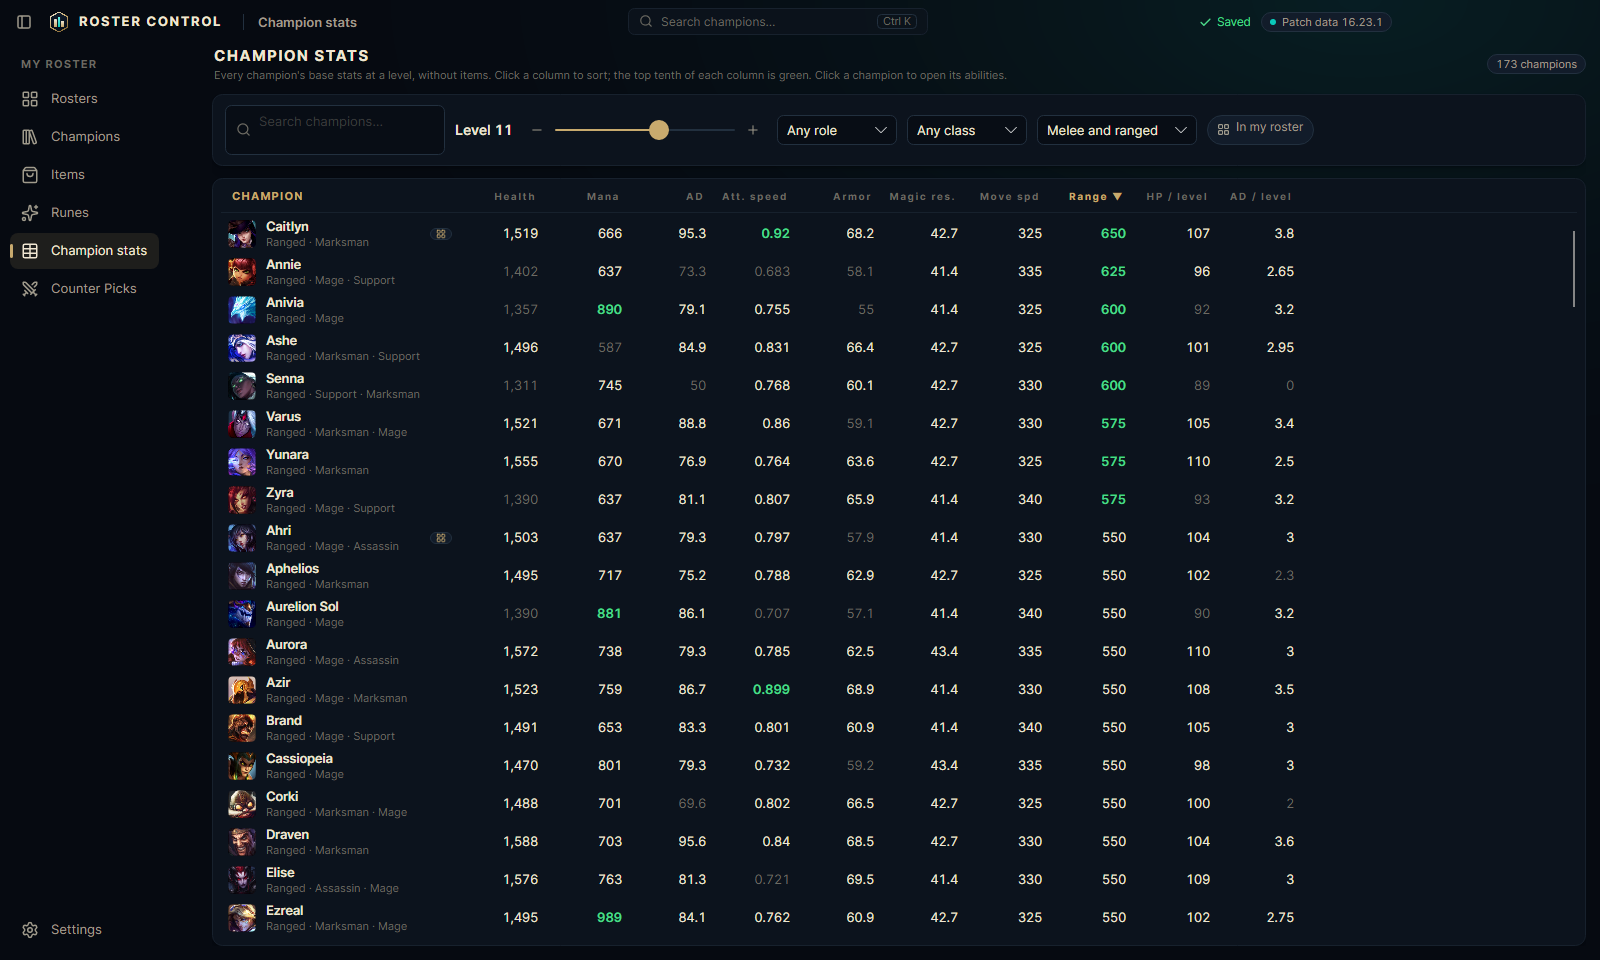 ROSTER CONTROL
Champion stats
Search champions...
Ctrl K
Saved
Patch data 16.23.1
MY ROSTER
Rosters
Champions
Items
Runes
Champion stats
Counter Picks
Settings
CHAMPION STATS
Every champion's base stats at a level, without items. Click a column to sort; the top tenth of each column is green. Click a champion to open its abilities.
173 champions
Search champions...
Level 11
Any role
Any class
Melee and ranged
In my roster
CHAMPION Health Mana AD Att. speed Armor Magic res. Move spd Range ▼ HP / level AD / level
Caitlyn
Ranged · Marksman
1,519 666 95.3 0.92 68.2 42.7 325 650 107 3.8
Annie
Ranged · Mage · Support
1,402 637 73.3 0.683 58.1 41.4 335 625 96 2.65
Anivia
Ranged · Mage
1,357 890 79.1 0.755 55 41.4 325 600 92 3.2
Ashe
Ranged · Marksman · Support
1,496 587 84.9 0.831 66.4 42.7 325 600 101 2.95
Senna
Ranged · Support · Marksman
1,311 745 50 0.768 60.1 42.7 330 600 89 0
Varus
Ranged · Marksman · Mage
1,521 671 88.8 0.86 59.1 42.7 330 575 105 3.4
Yunara
Ranged · Marksman
1,555 670 76.9 0.764 63.6 42.7 325 575 110 2.5
Zyra
Ranged · Mage · Support
1,390 637 81.1 0.807 65.9 41.4 340 575 93 3.2
Ahri
Ranged · Mage · Assassin
1,503 637 79.3 0.797 57.9 41.4 330 550 104 3
Aphelios
Ranged · Marksman
1,495 717 75.2 0.788 62.9 42.7 325 550 102 2.3
Aurelion Sol
Ranged · Mage
1,390 881 86.1 0.707 57.1 41.4 340 550 90 3.2
Aurora
Ranged · Mage · Assassin
1,572 738 79.3 0.785 62.5 43.4 335 550 110 3
Azir
Ranged · Mage · Marksman
1,523 759 86.7 0.899 68.9 41.4 330 550 108 3.5
Brand
Ranged · Mage · Support
1,491 653 83.3 0.801 60.9 41.4 340 550 105 3
Cassiopeia
Ranged · Mage
1,470 801 79.3 0.732 59.2 43.4 335 550 98 3
Corki
Ranged · Marksman · Mage
1,488 701 69.6 0.802 66.5 42.7 325 550 100 2
Draven
Ranged · Marksman
1,588 703 95.6 0.84 68.5 42.7 330 550 104 3.6
Elise
Ranged · Assassin · Mage
1,576 763 81.3 0.721 69.5 41.4 330 550 109 3
Ezreal
Ranged · Marksman · Mage
1,495 989 84.1 0.762 60.9 42.7 325 550 102 2.75